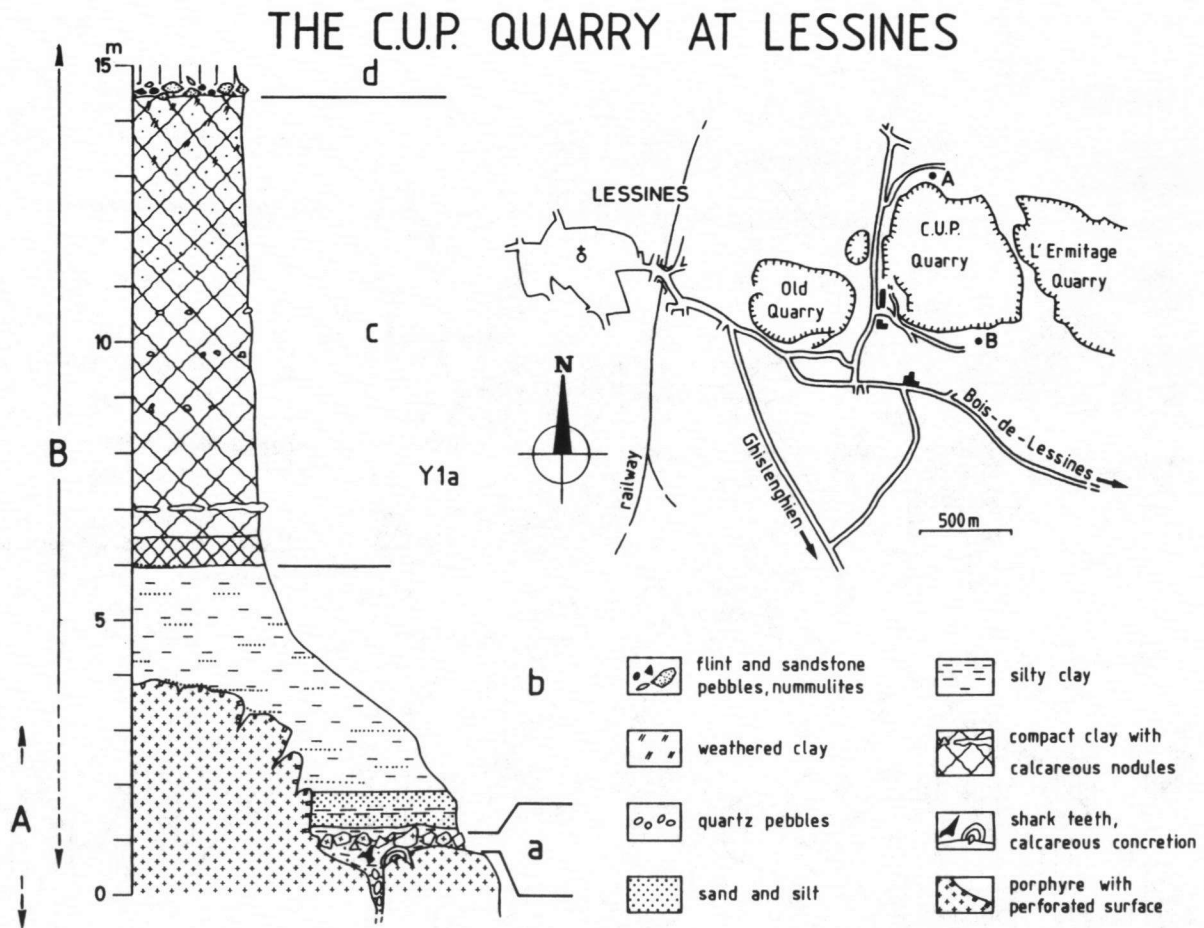 THE C.U.P. QUARRY AT LESSINES
m
15
10
5
0
B
A
d
c
Y1a
b
a
LESSINES
♁
Old
Quarry
C.U.P.
Quarry
L' Ermitage
Quarry
A
B
N
railway
Ghislenghien
Bois-de-Lessines
500m
flint and sandstone
pebbles, nummulites
weathered clay
quartz pebbles
sand and silt
silty clay
compact clay with
calcareous nodules
shark teeth,
calcareous concretion
porphyre with
perforated surface